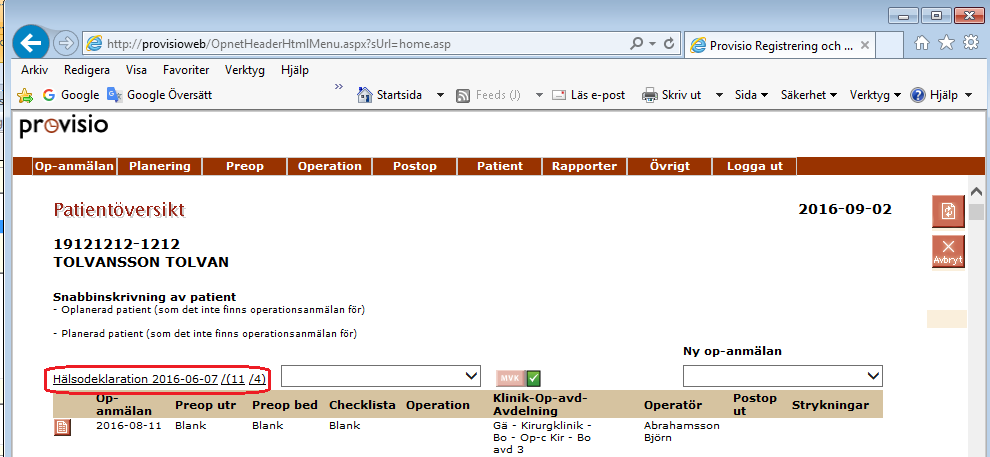 http://provisioweb/OpnetHeaderHtmlMenu.aspx?sUrl=home.asp
Provisio Registrering och ...
Arkiv Redigera Visa Favoriter Verktyg Hjälp
Google Google Översätt » Startsida Feeds (J) Läs e-post Skriv ut » Sida Säkerhet Verktyg Hjälp
provisio
Op-anmälan Planering Preop Operation Postop Patient Rapporter Övrigt Logga ut
Patientöversikt 2016-09-02
19121212-1212
TOLVANSSON TOLVAN
Avbryt
Snabbinskrivning av patient
- Oplanerad patient (som det inte finns operationsanmälan för)
- Planerad patient (som det inte finns operationsanmälan för)
Ny op-anmälan
Hälsodeklaration 2016-06-07 /(11 /4) MVK
Op-anmälan Preop utr Preop bed Checklista Operation Klinik-Op-avd-Avdelning Operatör Postop ut Strykningar
2016-08-11 Blank Blank Blank Gä - Kirurgklinik - Abrahamsson
Bo - Op-c Kir - Bo Björn
avd 3